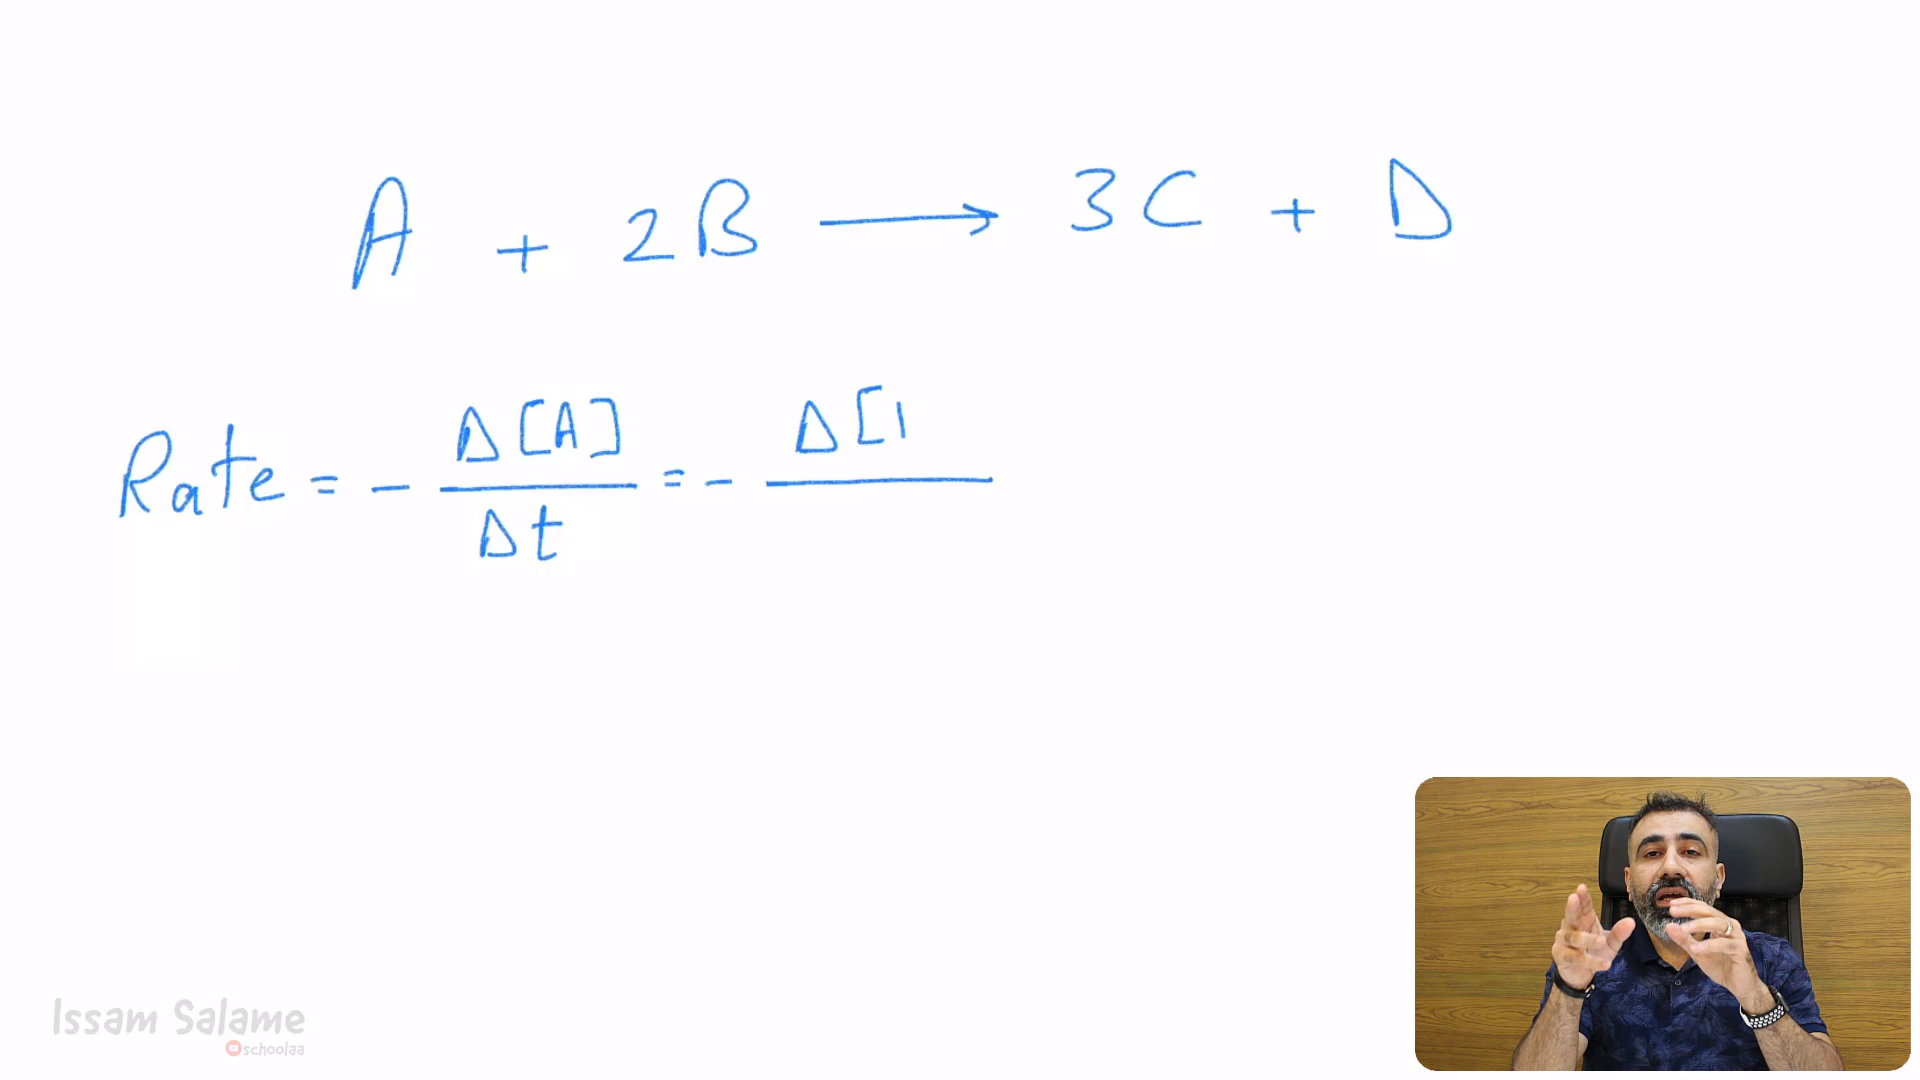 A + 2B → 3C + D
Rate = - Δ[A] / Δt = - Δ[
Issam Salame
schoolaa